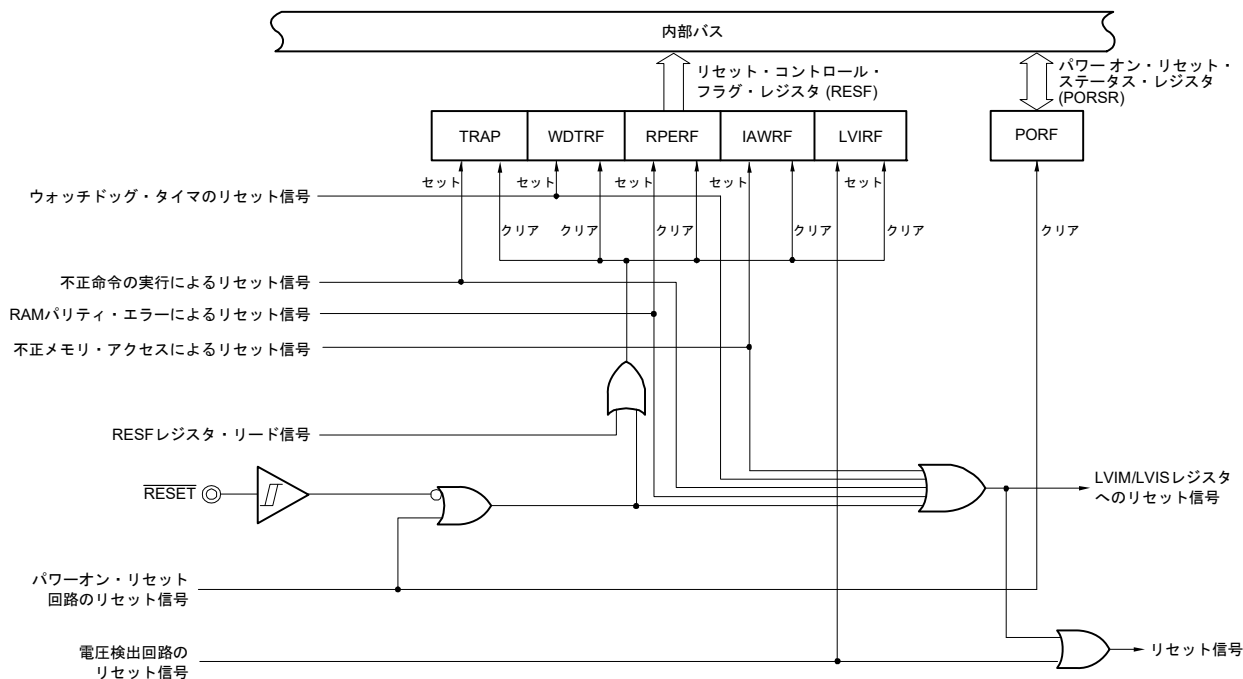 内部バス
リセット・コントロール・
フラグ・レジスタ (RESF)
パワーオン・リセット・
ステータス・レジスタ
(PORSR)
TRAP
WDTRF
RPERF
IAWRF
LVIRF
PORF
セット
セット
セット
セット
セット
ウォッチドッグ・タイマのリセット信号
クリア
クリア
クリア
クリア
クリア
クリア
不正命令の実行によるリセット信号
RAMパリティ・エラーによるリセット信号
不正メモリ・アクセスによるリセット信号
RESFレジスタ・リード信号
RESET
LVIM/LVISレジスタ
へのリセット信号
パワーオン・リセット
回路のリセット信号
電圧検出回路の
リセット信号
リセット信号